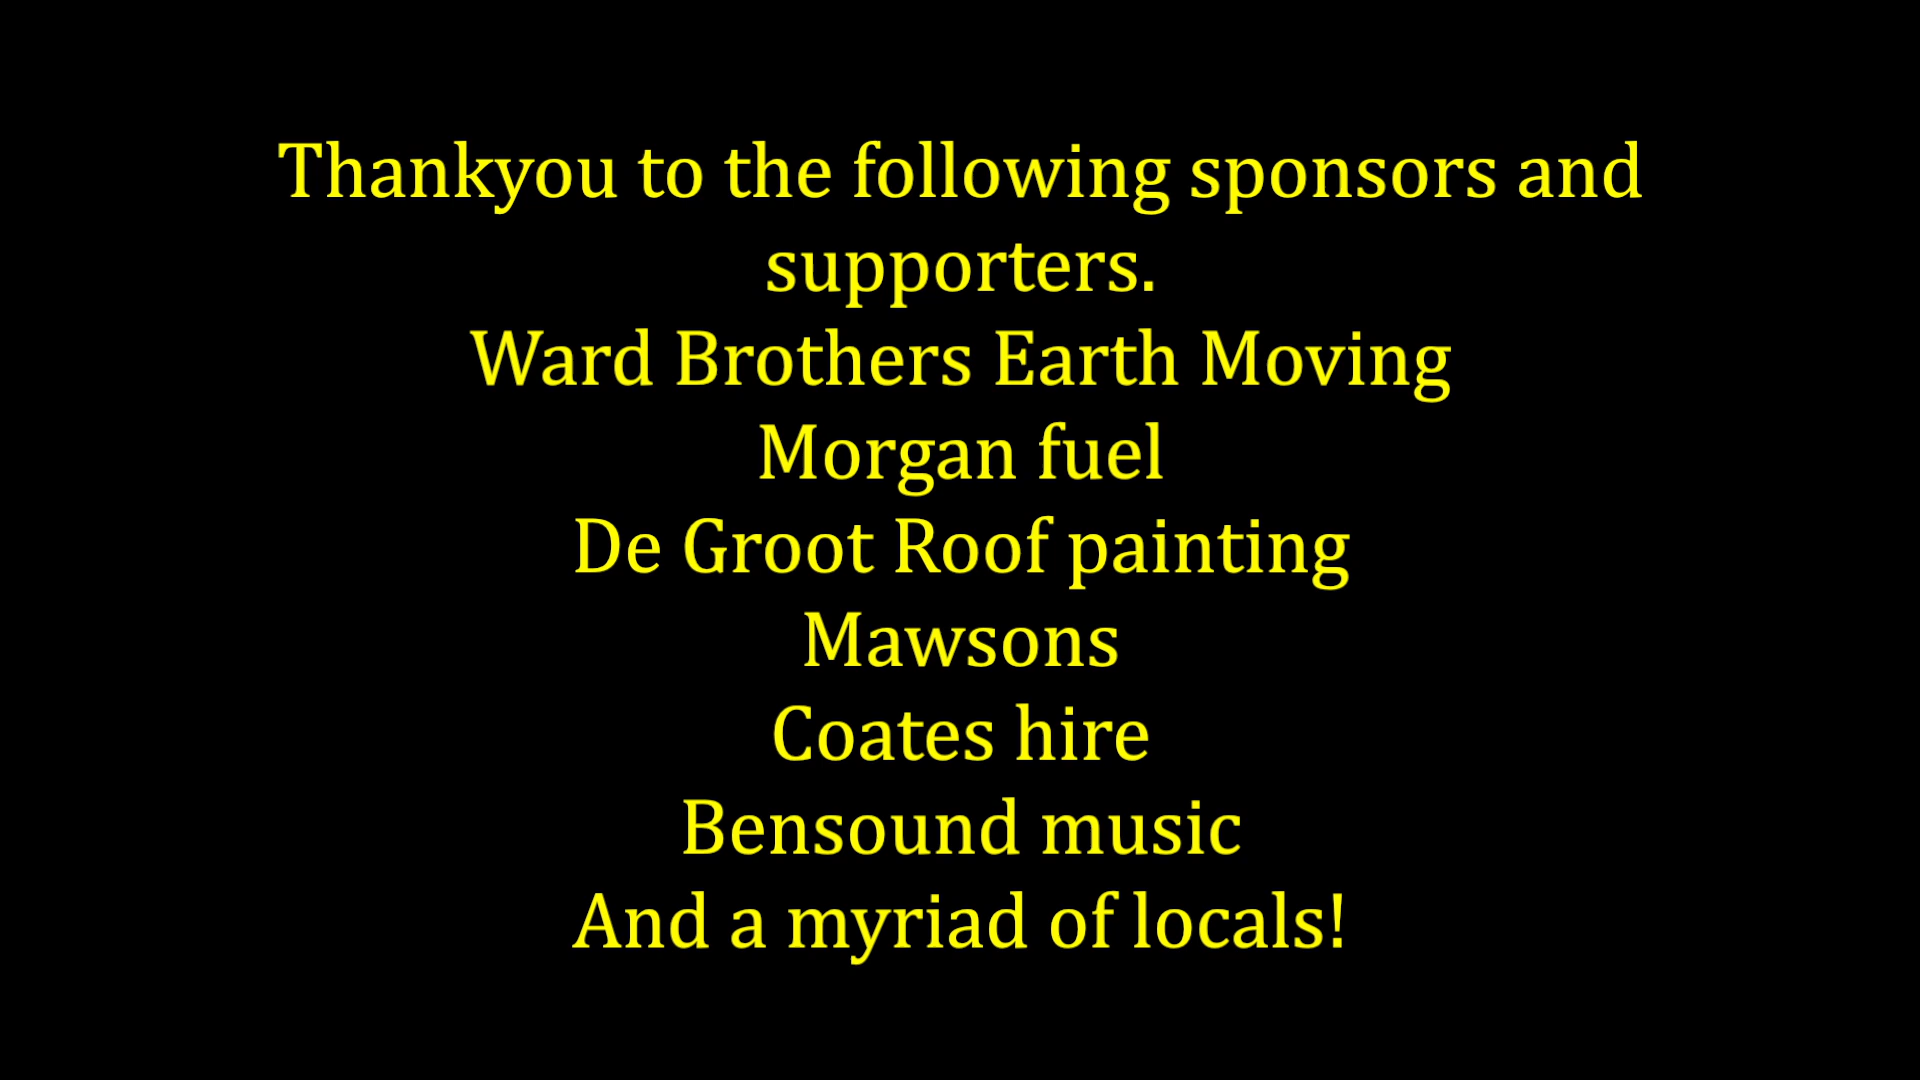 Thankyou to the following sponsors and
supporters.
Ward Brothers Earth Moving
Morgan fuel
De Groot Roof painting
Mawsons
Coates hire
Bensound music
And a myriad of locals!